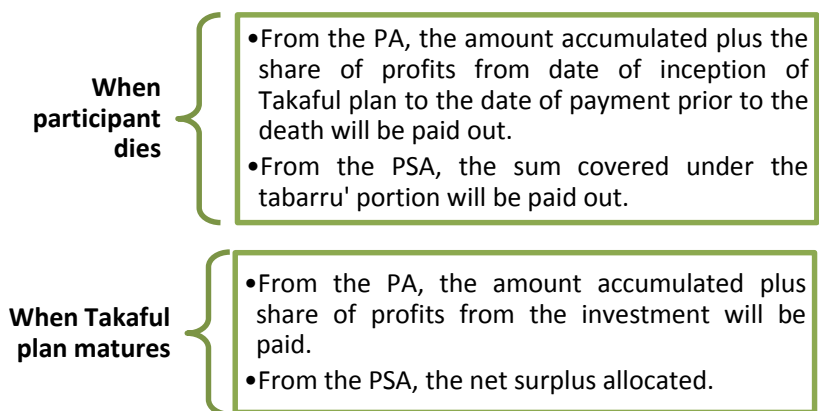 When
participant
dies
•From the PA, the amount accumulated plus the
share of profits from date of inception of
Takaful plan to the date of payment prior to the
death will be paid out.
•From the PSA, the sum covered under the
tabarru' portion will be paid out.
When Takaful
plan matures
•From the PA, the amount accumulated plus
share of profits from the investment will be
paid.
•From the PSA, the net surplus allocated.